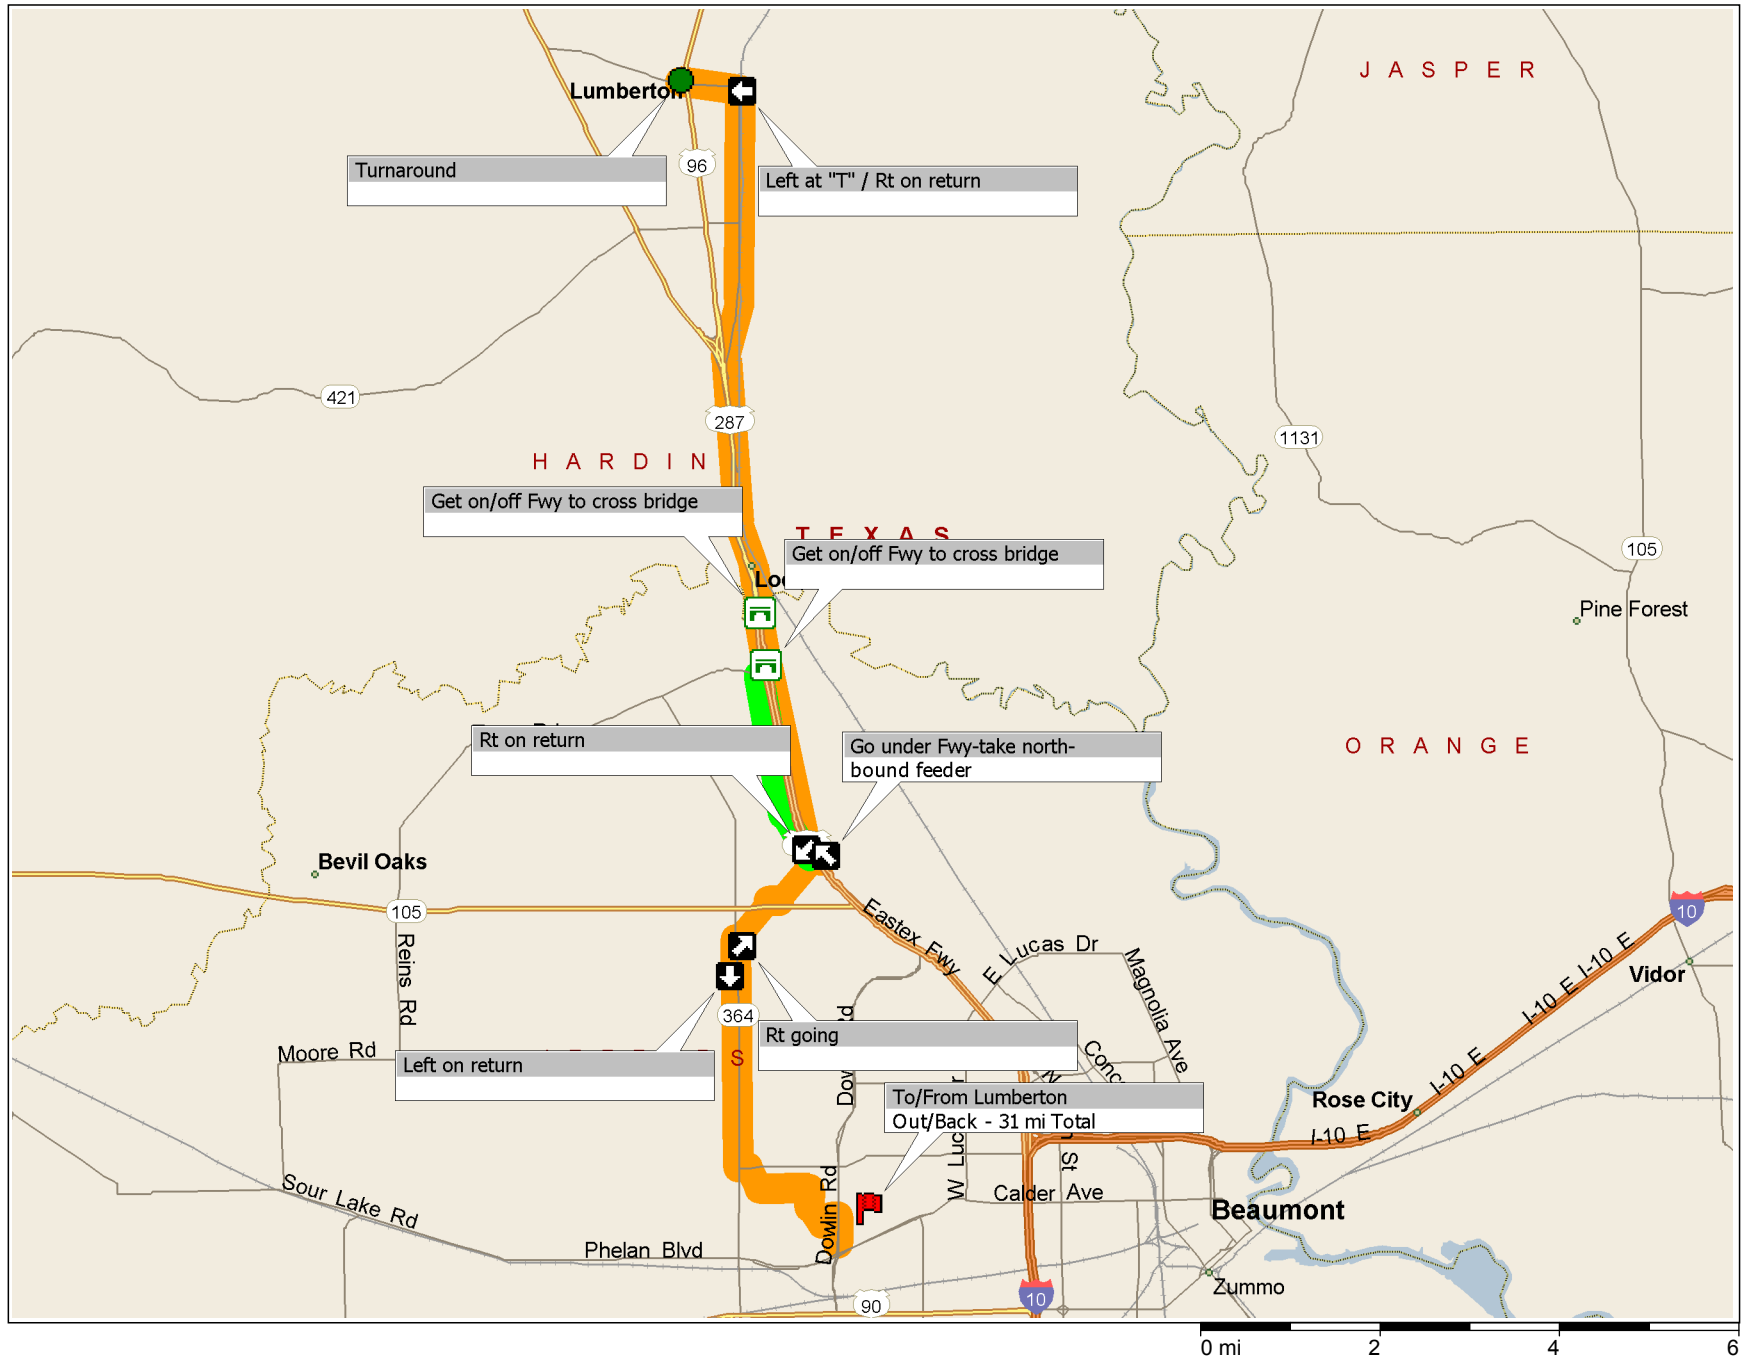 JASPER
Lumberton
Turnaround
96
Left at "T" / Rt on return
421
287
1131
HARDIN
Get on/off Fwy to cross bridge
TEXAS
Get on/off Fwy to cross bridge
105
Pine Forest
Rt on return
Go under Fwy-take north-
bound feeder
ORANGE
Bevil Oaks
105
10
Eastex Fwy
E Lucas Dr
Magnolia Ave
Reins Rd
I-10 E
I-10 E
Vidor
364
Rt going
Moore Rd
S
Left on return
I-10 E
To/From Lumberton
Out/Back - 31 mi Total
Rose City
I-10 E
St
Sour Lake Rd
Dowlin Rd
Calder Ave
Beaumont
Phelan Blvd
Zummo
10
90
0 mi
2
4
6